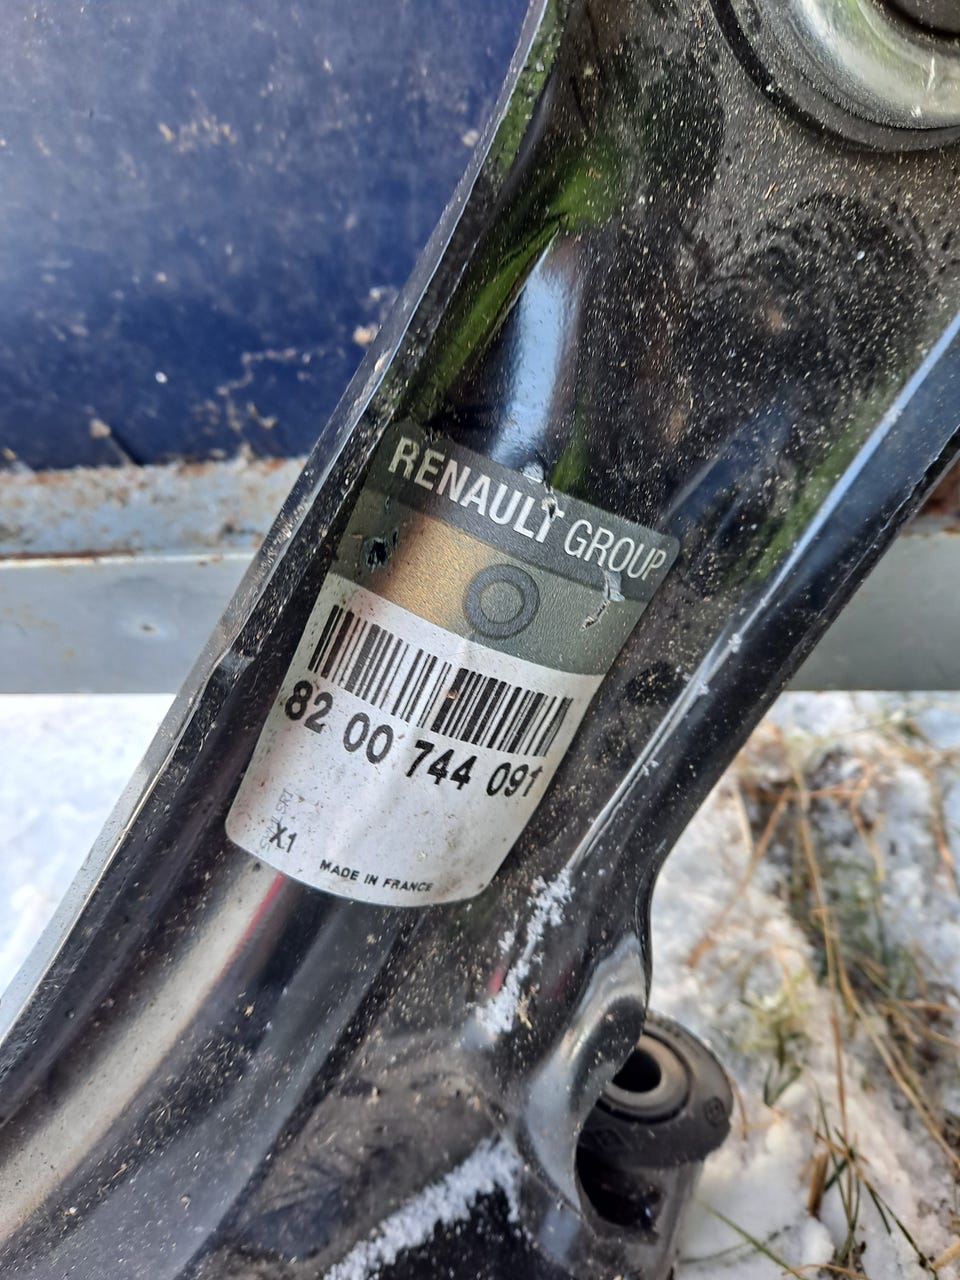 RENAULT GROUP
82 00 744 091
X1
MADE IN FRANCE